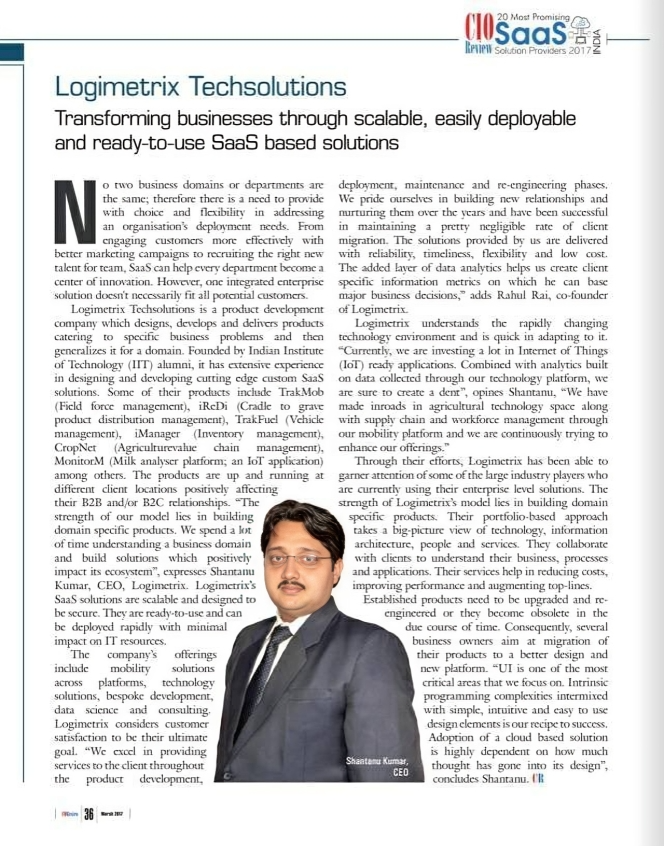 CIO
Review
20 Most Promising
SaaS
Solution Providers 2017
INDIA
Logimetrix Techsolutions
Transforming businesses through scalable, easily deployable
and ready-to-use SaaS based solutions
No two business domains or departments are
the same; therefore there is a need to provide
with choice and flexibility in addressing
an organisation's deployment needs. From
engaging customers more effectively with
better marketing campaigns to recruiting the right new
talent for team, SaaS can help every department become a
center of innovation. However, one integrated enterprise
solution doesn't necessarily fit all potential customers.
Logimetrix Techsolutions is a product development
company which designs, develops and delivers products
catering to specific business problems and then
generalizes it for a domain. Founded by Indian Institute
of Technology (IIT) alumni, it has extensive experience
in designing and developing cutting edge custom SaaS
solutions. Some of their products include TrakMob
(Field force management), iReDi (Cradle to grave
product distribution management), TrakFuel (Vehicle
management), iManager (Inventory management),
CropNet (Agriculturevalue chain management),
MonitorM (Milk analyser platform; an IoT application)
among others. The products are up and running at
different client locations positively affecting
their B2B and/or B2C relationships. "The
strength of our model lies in building
domain specific products. We spend a lot
of time understanding a business domain
and build solutions which positively
impact its ecosystem", expresses Shantanu
Kumar, CEO, Logimetrix. Logimetrix's
SaaS solutions are scalable and designed to
be secure. They are ready-to-use and can
be deployed rapidly with minimal
impact on IT resources.
The company's offerings
include mobility solutions
across platforms, technology
solutions, bespoke development,
data science and consulting.
Logimetrix considers customer
satisfaction to be their ultimate
goal. "We excel in providing
services to the client throughout
the product development,
deployment, maintenance and re-engineering phases.
We pride ourselves in building new relationships and
nurturing them over the years and have been successful
in maintaining a pretty negligible rate of client
migration. The solutions provided by us are delivered
with reliability, timeliness, flexibility and low cost.
The added layer of data analytics helps us create client
specific information metrics on which he can base
major business decisions," adds Rahul Rai, co-founder
of Logimetrix.
Logimetrix understands the rapidly changing
technology environment and is quick in adapting to it.
"Currently, we are investing a lot in Internet of Things
(IoT) ready applications. Combined with analytics built
on data collected through our technology platform, we
are sure to create a dent", opines Shantanu, "We have
made inroads in agricultural technology space along
with supply chain and workforce management through
our mobility platform and we are continuously trying to
enhance our offerings."
Through their efforts, Logimetrix has been able to
garner attention of some of the large industry players who
are currently using their enterprise level solutions. The
strength of Logimetrix's model lies in building domain
specific products. Their portfolio-based approach
takes a big-picture view of technology, information
architecture, people and services. They collaborate
with clients to understand their business, processes
and applications. Their services help in reducing costs,
improving performance and augmenting top-lines.
Established products need to be upgraded and re-
engineered or they become obsolete in the
due course of time. Consequently, several
business owners aim at migration of
their products to a better design and
new platform. "UI is one of the most
critical areas that we focus on. Intrinsic
programming complexities intermixed
with simple, intuitive and easy to use
design elements is our recipe to success.
Adoption of a cloud based solution
is highly dependent on how much
thought has gone into its design",
concludes Shantanu. CR
Shantanu Kumar,
CEO
CIOReview
36
March 2017